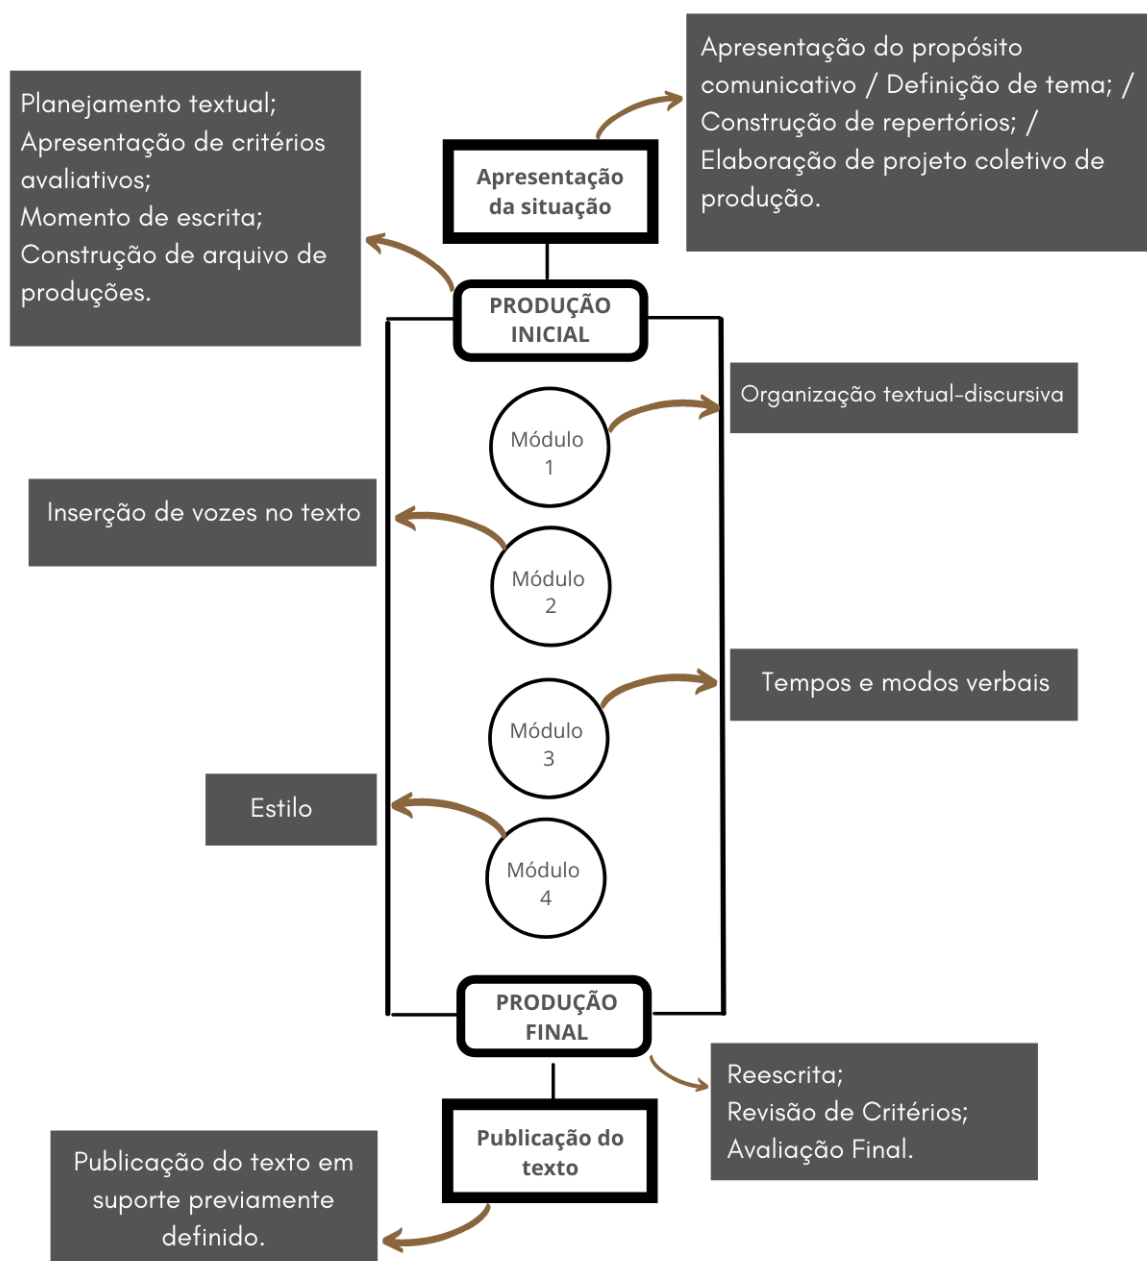 Apresentação do propósito
comunicativo / Definição de tema; /
Construção de repertórios; /
Elaboração de projeto coletivo de
produção.
Apresentação
da situação
Planejamento textual;
Apresentação de critérios
avaliativos;
Momento de escrita;
Construção de arquivo de
produções.
PRODUÇÃO
INICIAL
Módulo
1
Organização textual-discursiva
Módulo
2
Inserção de vozes no texto
Módulo
3
Tempos e modos verbais
Módulo
4
Estilo
PRODUÇÃO
FINAL
Reescrita;
Revisão de Critérios;
Avaliação Final.
Publicação do
texto
Publicação do texto em
suporte previamente
definido.